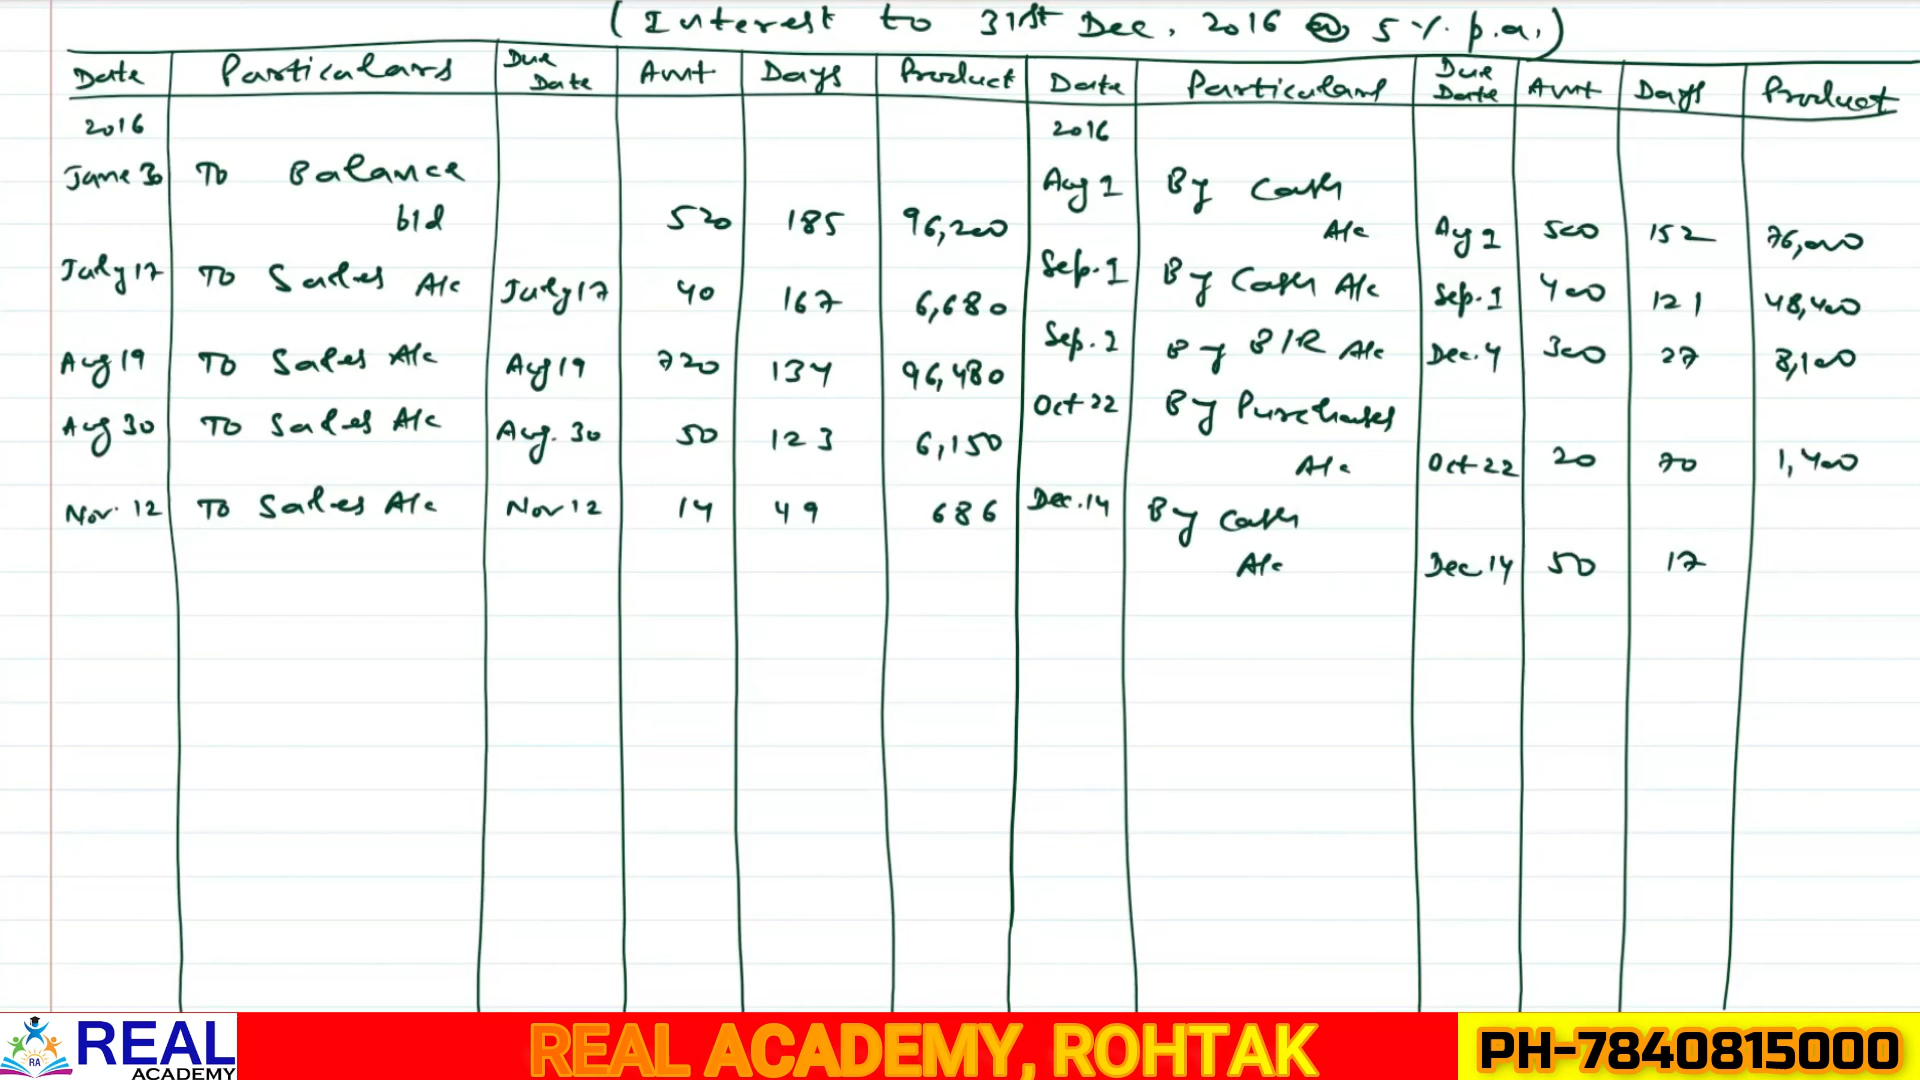 (Interest to 31st Dec, 2016 @ 5 %. p.a.)
Date Particulars Due Date Amt Days Product Date Particulars Due Date Amt Days Product
2016 2016
June 30 To Balance Aug 1 By Cash
b/d 520 185 96,200 A/c Aug 1 500 152 76,000
July 17 To Sales A/c July 17 40 167 6,680 Sep. 1 By Cash A/c Sep. 1 400 121 48,400
Aug 19 To Sales A/c Aug 19 720 134 96,480 Sep. 2 By B/R A/c Dec. 4 300 27 8,100
Aug 30 To Sales A/c Aug. 30 50 123 6,150 Oct 22 By Purchases
A/c Oct 22 20 70 1,400
Nov. 12 To Sales A/c Nov 12 14 49 686 Dec. 14 By Cash
A/c Dec 14 50 17
RA
REAL
ACADEMY
REAL ACADEMY, ROHTAK
PH-7840815000